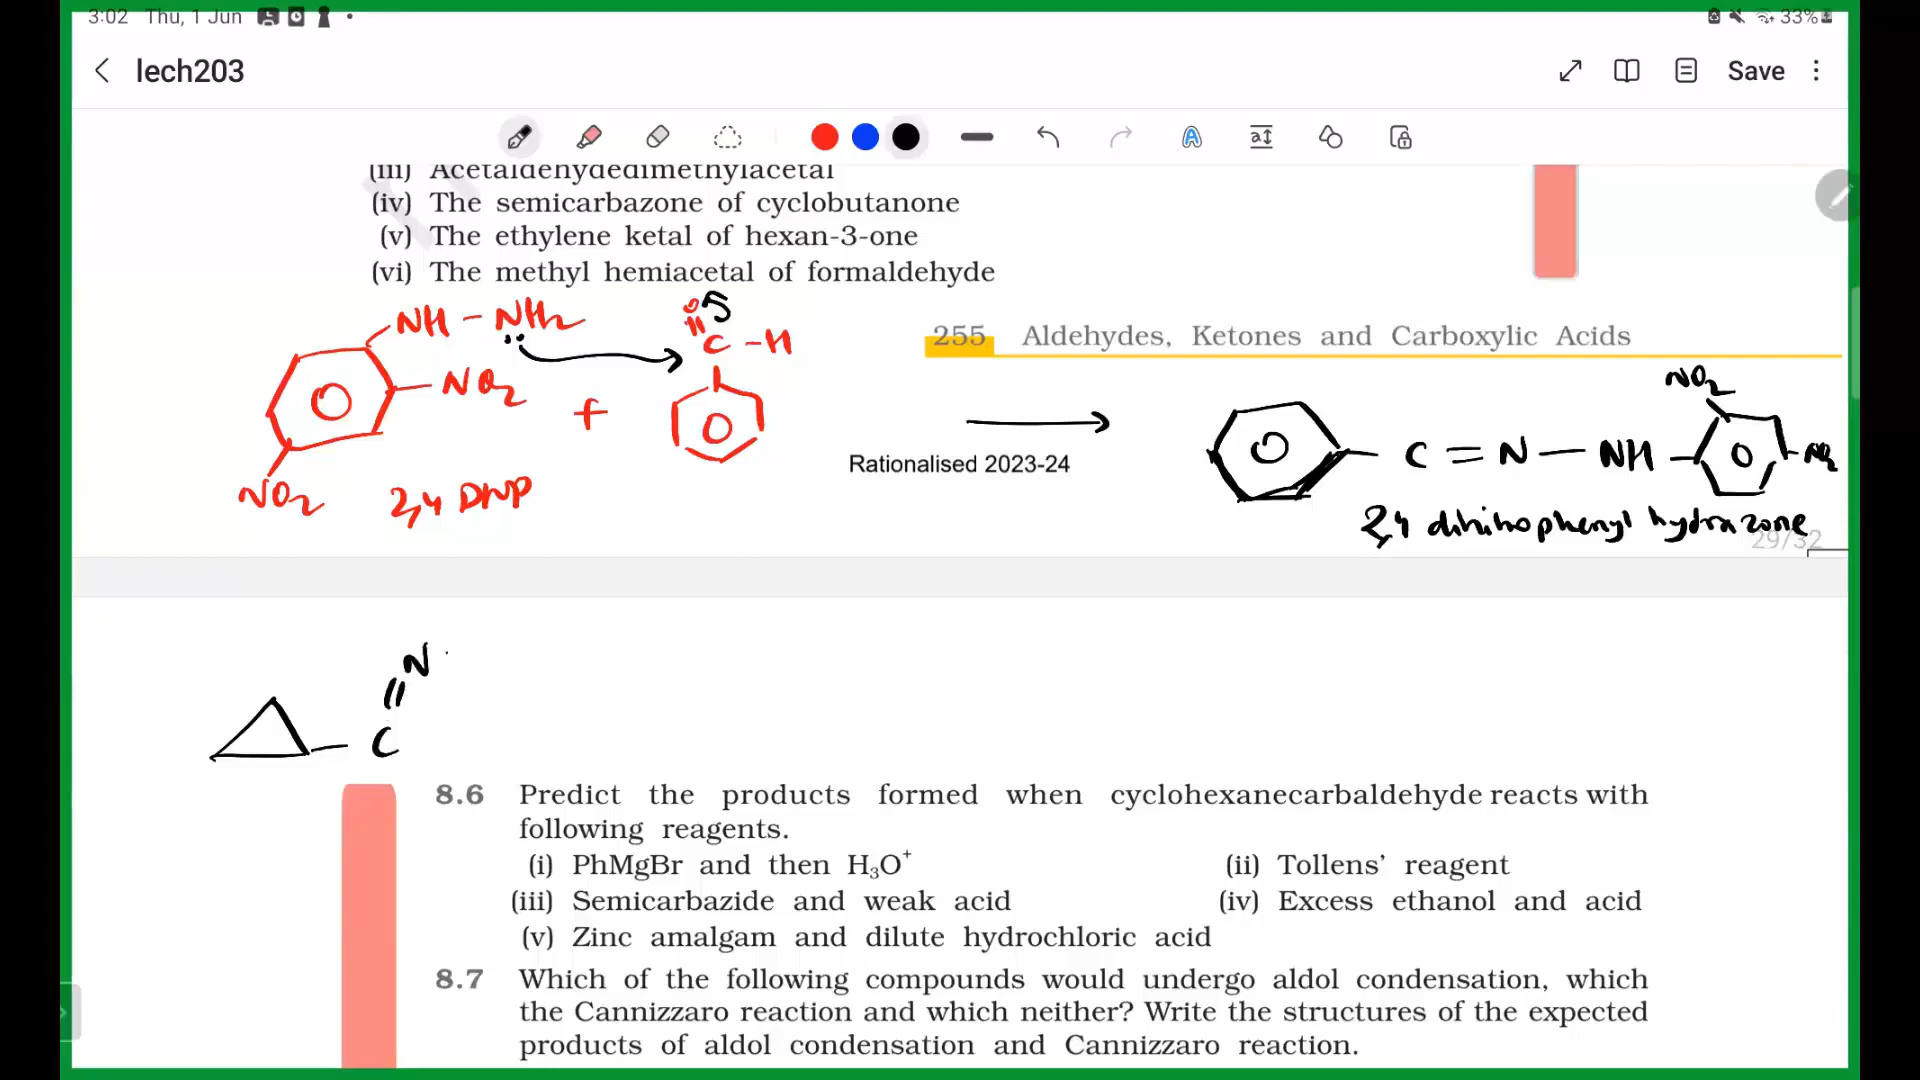 3:02 Thu, 1 Jun 33%
lech203 Save
(iii) Acetaldehydedimethylacetal
(iv) The semicarbazone of cyclobutanone
(v) The ethylene ketal of hexan-3-one
(vi) The methyl hemiacetal of formaldehyde
NH - NH2
O
C - H
255 Aldehydes, Ketones and Carboxylic Acids
NO2
NO2
+
C = N — NH
NO2
Rationalised 2023-24
NO2
2,4 DNP
2,4 dinitrophenyl hydrazone
29/32
N
C
8.6 Predict the products formed when cyclohexanecarbaldehyde reacts with
following reagents.
(i) PhMgBr and then H₃O⁺ (ii) Tollens’ reagent
(iii) Semicarbazide and weak acid (iv) Excess ethanol and acid
(v) Zinc amalgam and dilute hydrochloric acid
8.7 Which of the following compounds would undergo aldol condensation, which
the Cannizzaro reaction and which neither? Write the structures of the expected
products of aldol condensation and Cannizzaro reaction.